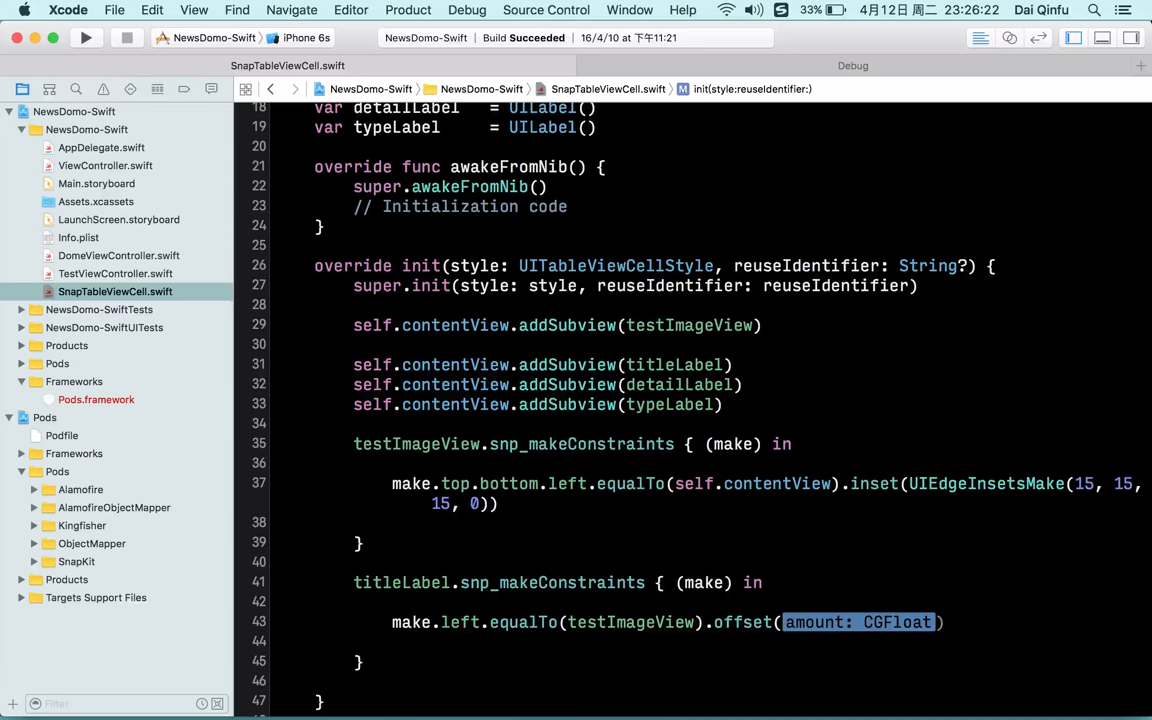 Xcode File Edit View Find Navigate Editor Product Debug Source Control Window Help 33% 4月12日 周二 23:26:22 Dai Qinfu
NewsDomo-Swift iPhone 6s NewsDomo-Swift Build Succeeded 16/4/10 at 下午11:21
SnapTableViewCell.swift Debug
NewsDomo-Swift NewsDomo-Swift SnapTableViewCell.swift M init(style:reuseIdentifier:)
NewsDomo-Swift
NewsDomo-Swift
AppDelegate.swift
ViewController.swift
Main.storyboard
Assets.xcassets
LaunchScreen.storyboard
Info.plist
DomeViewController.swift
TestViewController.swift
SnapTableViewCell.swift
NewsDomo-SwiftTests
NewsDomo-SwiftUITests
Products
Pods
Frameworks
Pods.framework
Pods
Podfile
Frameworks
Pods
Alamofire
AlamofireObjectMapper
Kingfisher
ObjectMapper
SnapKit
Products
Targets Support Files
Filter
18 var detailLabel = UILabel()
19 var typeLabel = UILabel()
20
21 override func awakeFromNib() {
22 super.awakeFromNib()
23 // Initialization code
24 }
25
26 override init(style: UITableViewCellStyle, reuseIdentifier: String?) {
27 super.init(style: style, reuseIdentifier: reuseIdentifier)
28
29 self.contentView.addSubview(testImageView)
30
31 self.contentView.addSubview(titleLabel)
32 self.contentView.addSubview(detailLabel)
33 self.contentView.addSubview(typeLabel)
34
35 testImageView.snp_makeConstraints { (make) in
36
37 make.top.bottom.left.equalTo(self.contentView).inset(UIEdgeInsetsMake(15, 15,
15, 0))
38
39 }
40
41 titleLabel.snp_makeConstraints { (make) in
42
43 make.left.equalTo(testImageView).offset(amount: CGFloat)
44
45 }
46
47 }